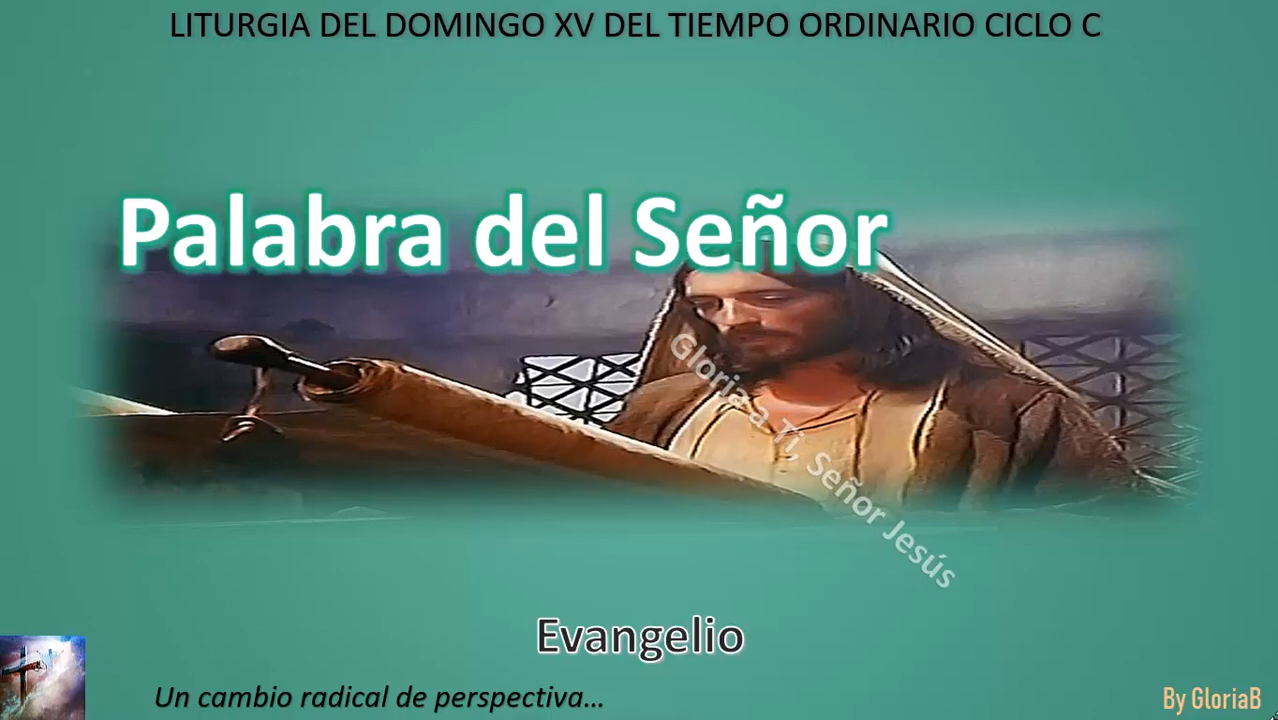 LITURGIA DEL DOMINGO XV DEL TIEMPO ORDINARIO CICLO C
Palabra del Señor
Gloria a Ti, Señor Jesús
Evangelio
Un cambio radical de perspectiva...
By GloriaB